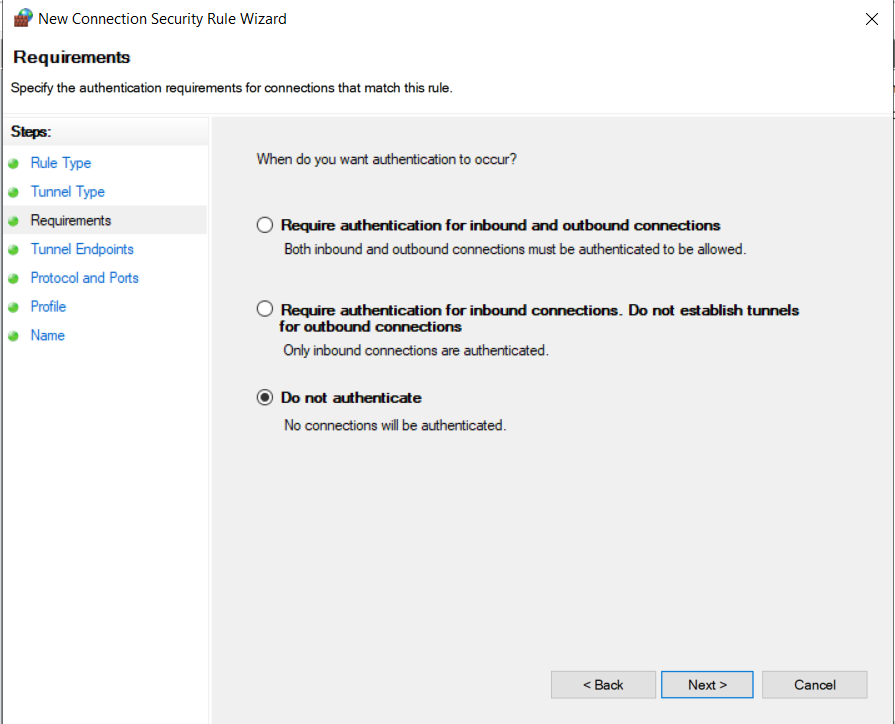 New Connection Security Rule Wizard
Requirements
Specify the authentication requirements for connections that match this rule.
Steps:
Rule Type
Tunnel Type
Requirements
Tunnel Endpoints
Protocol and Ports
Profile
Name
When do you want authentication to occur?
Require authentication for inbound and outbound connections
Both inbound and outbound connections must be authenticated to be allowed.
Require authentication for inbound connections. Do not establish tunnels
for outbound connections
Only inbound connections are authenticated.
Do not authenticate
No connections will be authenticated.
< Back
Next >
Cancel